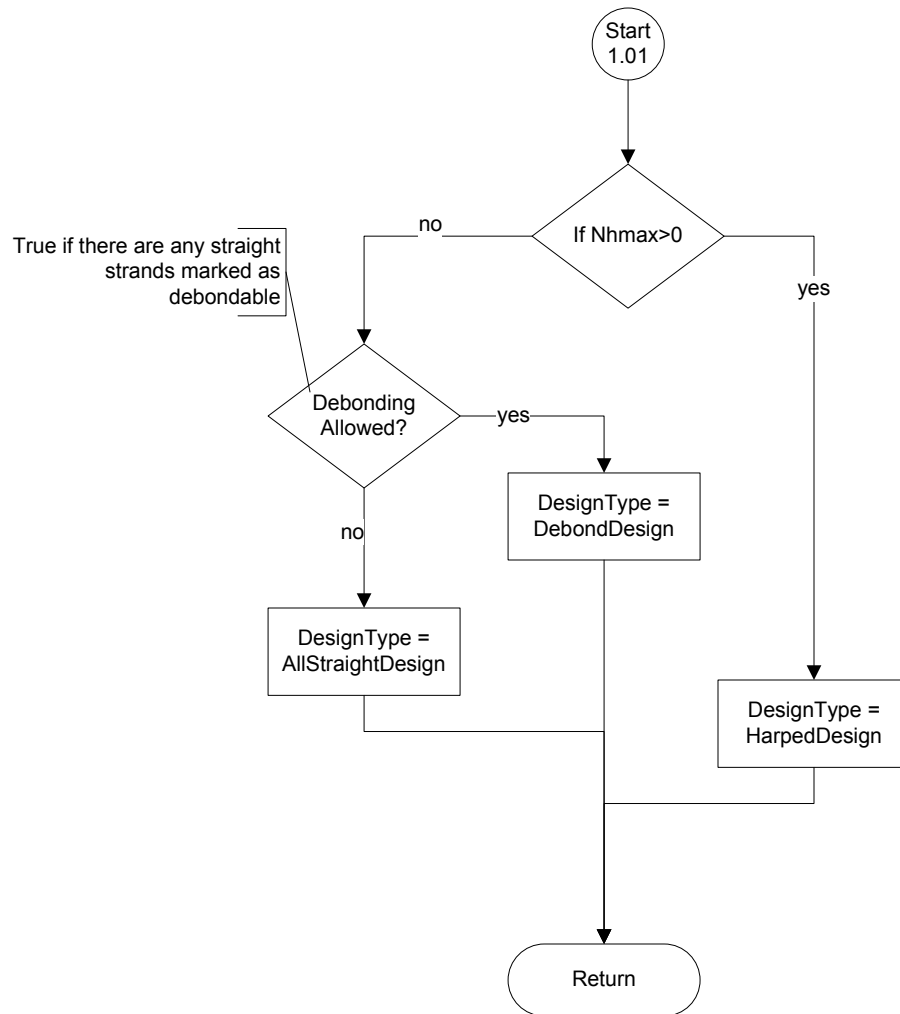 Start
1.01
If Nhmax>0
no
yes
True if there are any straight
strands marked as
debondable
Debonding
Allowed?
yes
no
DesignType =
DebondDesign
DesignType =
AllStraightDesign
DesignType =
HarpedDesign
Return